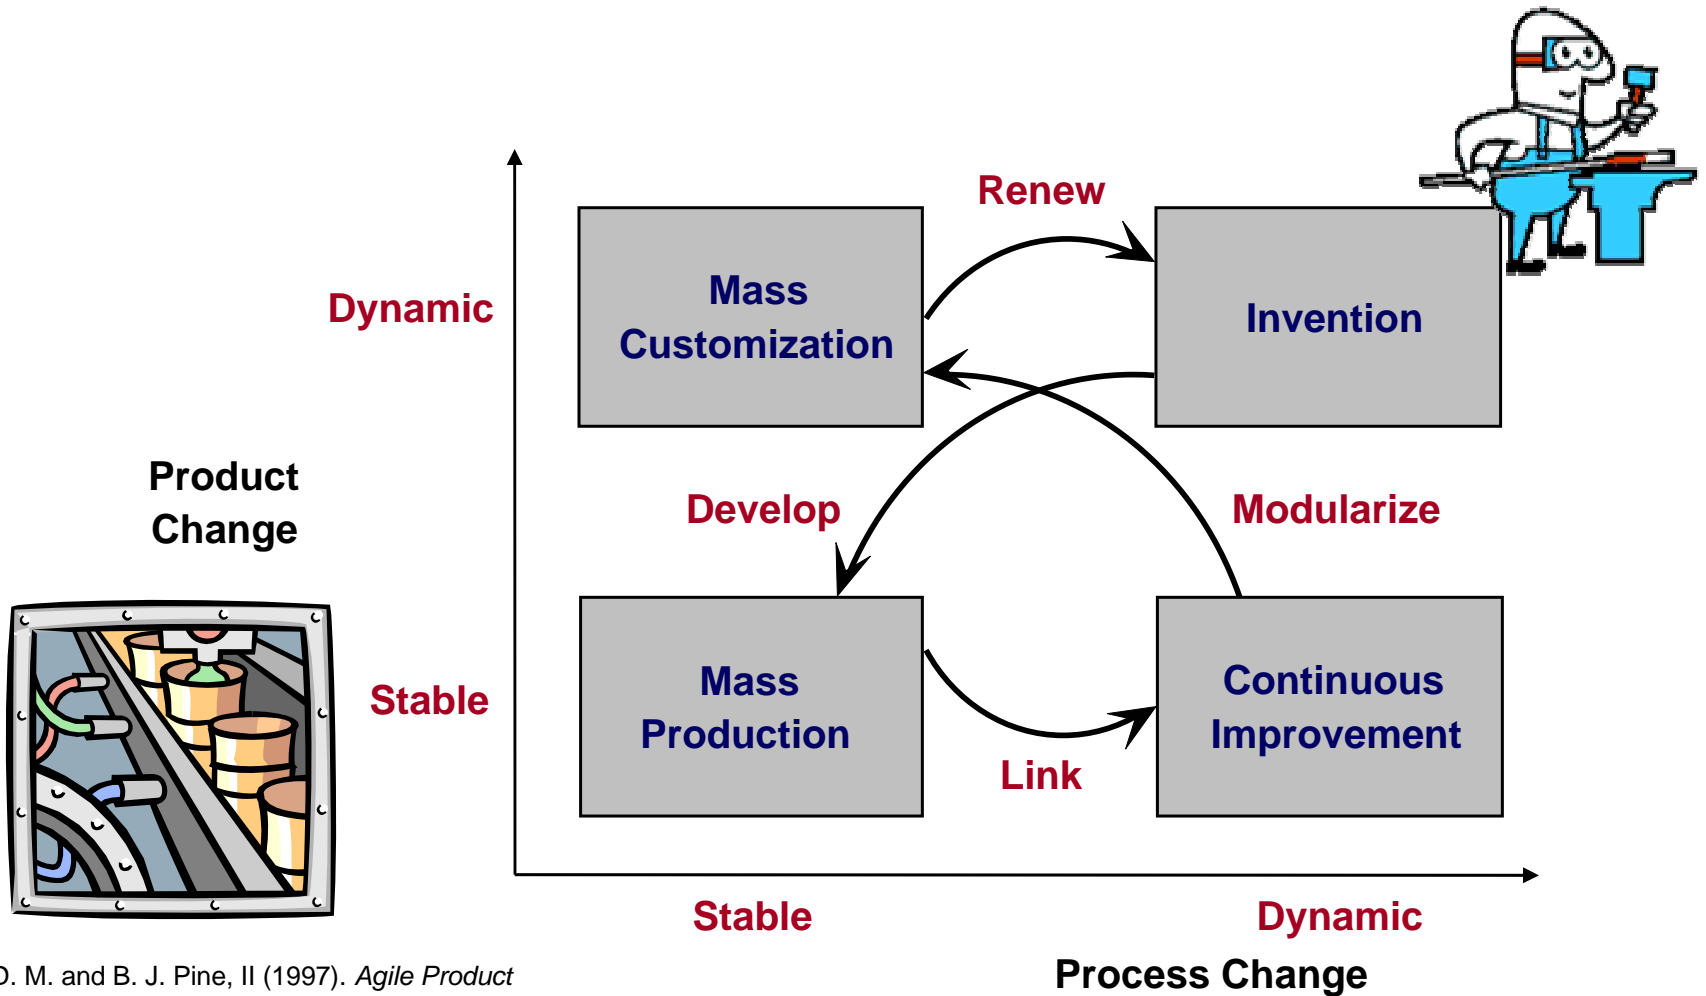 Renew
Mass
Customization
Invention
Dynamic
Product
Change
Develop
Modularize
Stable
Mass
Production
Continuous
Improvement
Link
Stable
Dynamic
Process Change
D. M. and B. J. Pine, II (1997). Agile Product